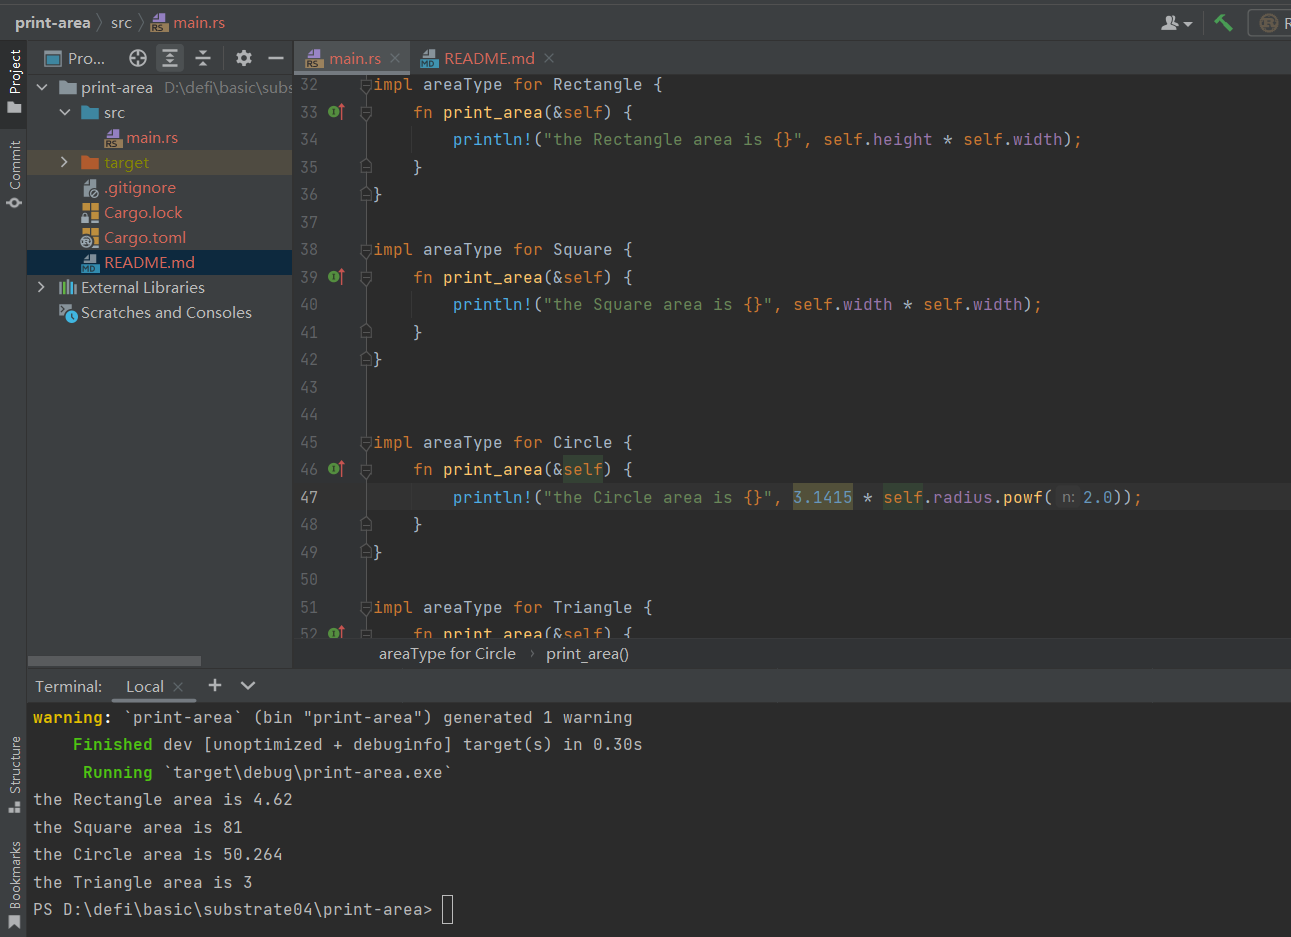 print-area src main.rs
Project
Commit
Structure
Bookmarks
Pro...
print-area D:\defi\basic\subs
src
main.rs
target
.gitignore
Cargo.lock
Cargo.toml
README.md
External Libraries
Scratches and Consoles
main.rs README.md
32 impl areaType for Rectangle {
33 fn print_area(&self) {
34 println!("the Rectangle area is {}", self.height * self.width);
35 }
36 }
37
38 impl areaType for Square {
39 fn print_area(&self) {
40 println!("the Square area is {}", self.width * self.width);
41 }
42 }
43
44
45 impl areaType for Circle {
46 fn print_area(&self) {
47 println!("the Circle area is {}", 3.1415 * self.radius.powf( n: 2.0));
48 }
49 }
50
51 impl areaType for Triangle {
52 fn print_area(&self) {
areaType for Circle print_area()
Terminal: Local
warning: `print-area` (bin "print-area") generated 1 warning
Finished dev [unoptimized + debuginfo] target(s) in 0.30s
Running `target\debug\print-area.exe`
the Rectangle area is 4.62
the Square area is 81
the Circle area is 50.264
the Triangle area is 3
PS D:\defi\basic\substrate04\print-area>